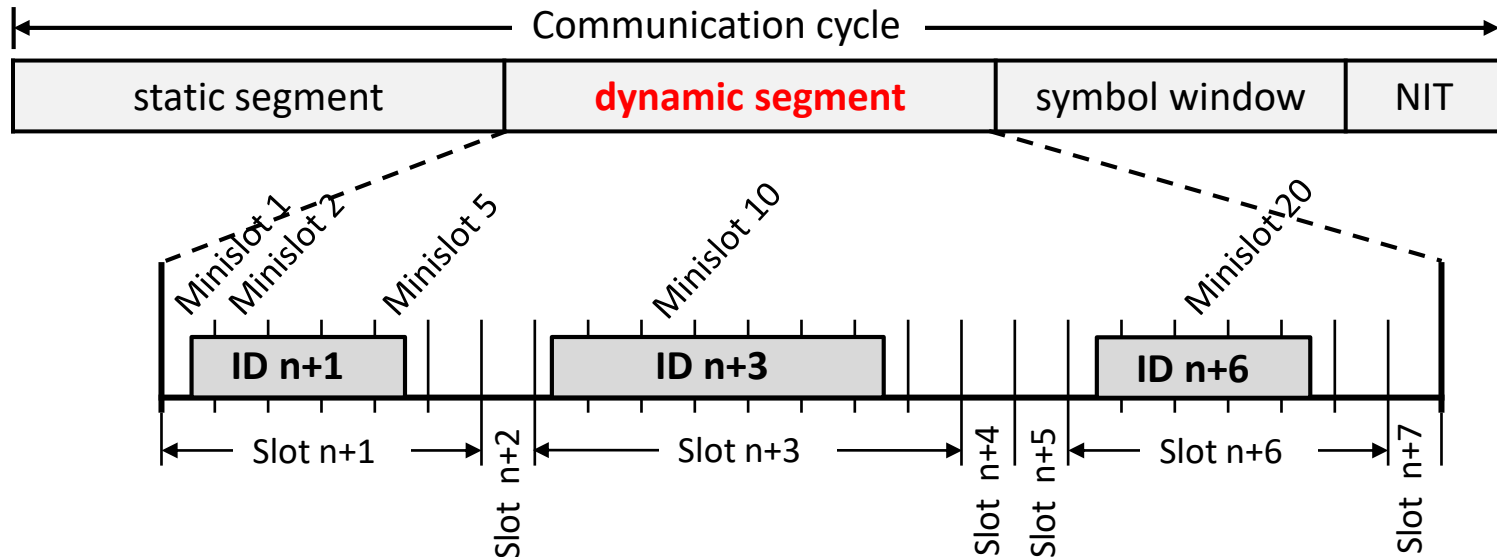 Communication cycle
static segment
dynamic segment
symbol window
NIT
Minislot 1
Minislot 2
Minislot 5
Minislot 10
Minislot 20
ID n+1
ID n+3
ID n+6
Slot n+1
Slot n+2
Slot n+3
Slot n+4
Slot n+5
Slot n+6
Slot n+7